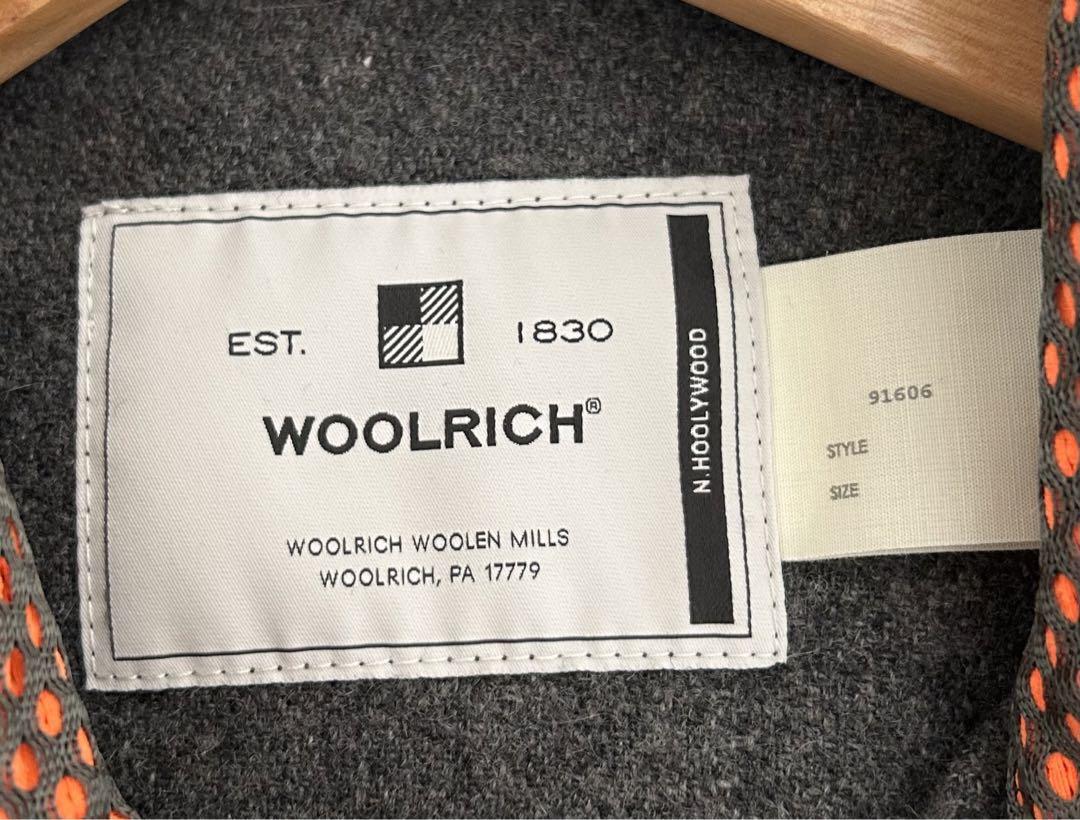 EST. 1830
WOOLRICH®
WOOLRICH WOOLEN MILLS
WOOLRICH, PA 17779
N.HOOLYWOOD
91606
STYLE
SIZE